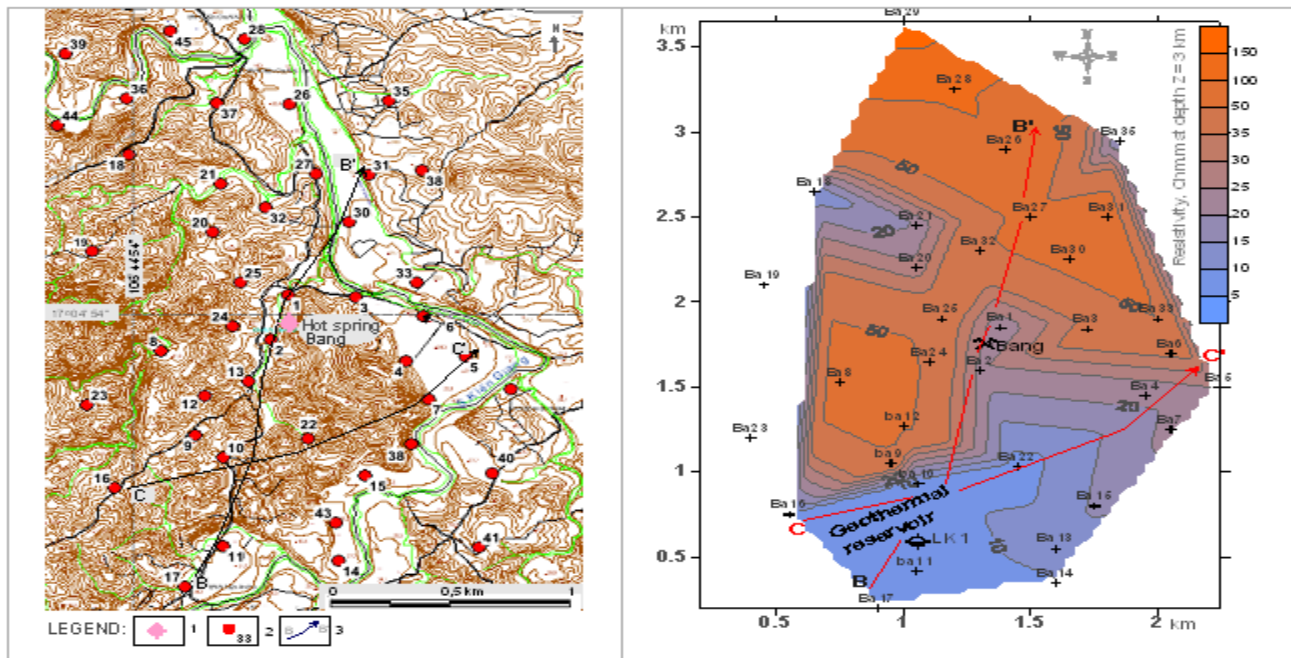 39
45
28
N
36
37
26
35
44
18
27
B'
31
38
21
32
20
30
19
106 44'54"
25
33
1
3
17°04' 54"
Hot spring
Bang
24
6
2
8
C'
4
5
13
S. Kiến Giang
23
12
7
9
22
10
38
16
C
15
40
43
11
41
14
17
B
0
0,5 km
1
LEGEND:
1
33
2
B
B'
3
km
3.5
3
2.5
2
1.5
1
0.5
0.5
1
1.5
2
km
Ba 29
Ba 28
B'
Ba 26
Ba 35
50
50
Ba 18
Ba 21
20
Ba 27
Ba 31
Ba 32
Ba 30
Ba 20
Ba 19
Ba 25
Ba 1
Ba 3
50
Ba 33
50
Bang
Ba 6
C'
Ba 24
Ba 2
Ba 5
Ba 8
Ba 4
20
ba 12
Ba 7
Ba 23
ba 9
Ba 22
ba 10
Ba 16
Ba 15
C
Geothermal
reservoir
LK 1
10
Ba 13
ba 11
Ba 14
B
Ba 17
N
W
E
S
150
100
50
35
30
25
20
15
10
5
Resistivity, Ohm.m at depth z = 3 km